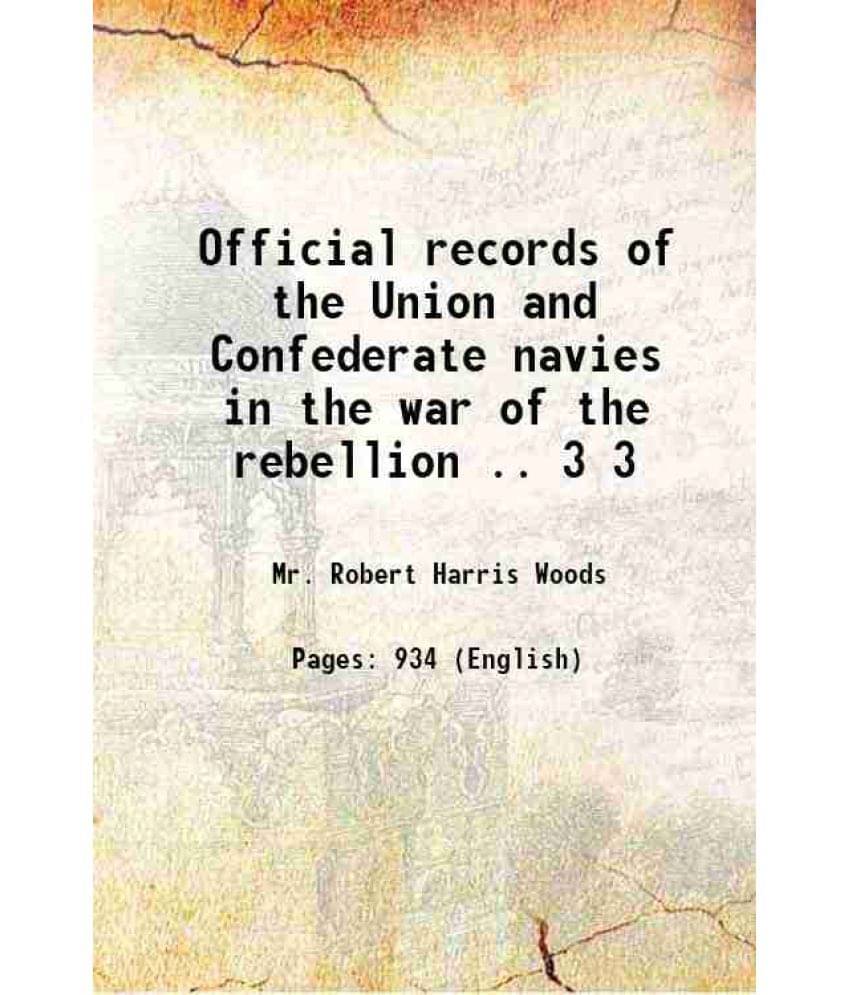 Official records of
the Union and
Confederate navies
in the war of the
rebellion .. 3 3
Mr. Robert Harris Woods
Pages: 934 (English)